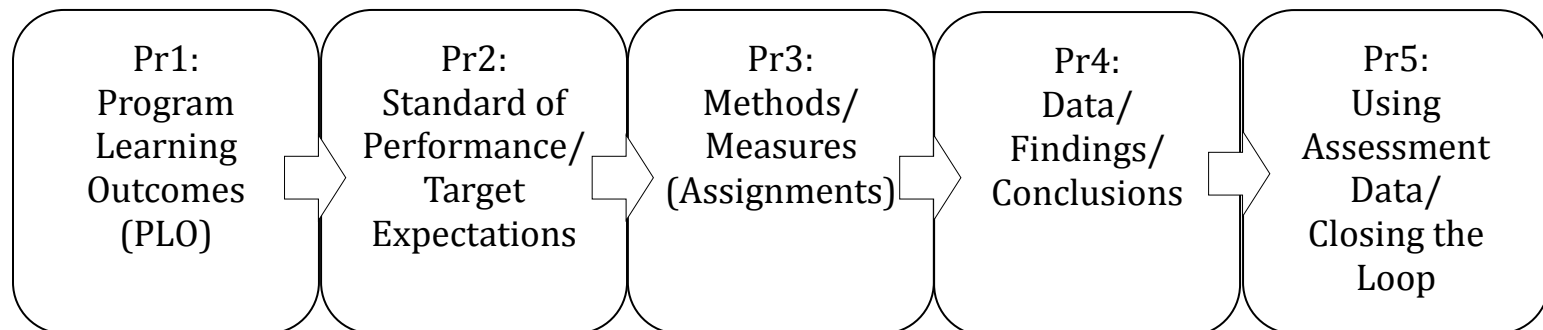 Pr1:
Program
Learning
Outcomes
(PLO)
Pr2:
Standard of
Performance/
Target
Expectations
Pr3:
Methods/
Measures
(Assignments)
Pr4:
Data/
Findings/
Conclusions
Pr5:
Using
Assessment
Data/
Closing the
Loop